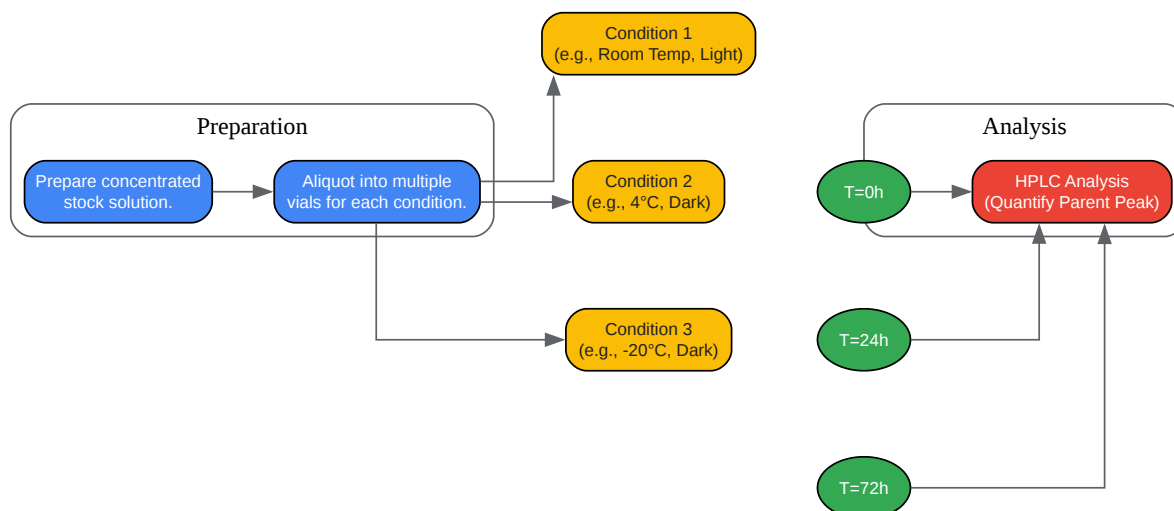 Condition 1
(e.g., Room Temp, Light)
Preparation
Analysis
Prepare concentrated
stock solution.
Aliquot into multiple
vials for each condition.
Condition 2
(e.g., 4°C, Dark)
T=0h
HPLC Analysis
(Quantify Parent Peak)
Condition 3
(e.g., -20°C, Dark)
T=24h
T=72h